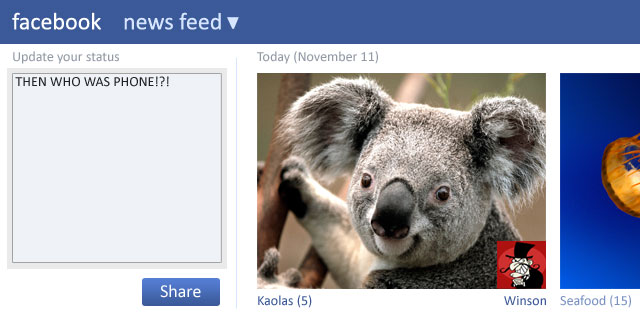 facebook news feed ▾
Update your status
THEN WHO WAS PHONE!?!
Share
Today (November 11)
Kaolas (5)
Winson
Seafood (15)